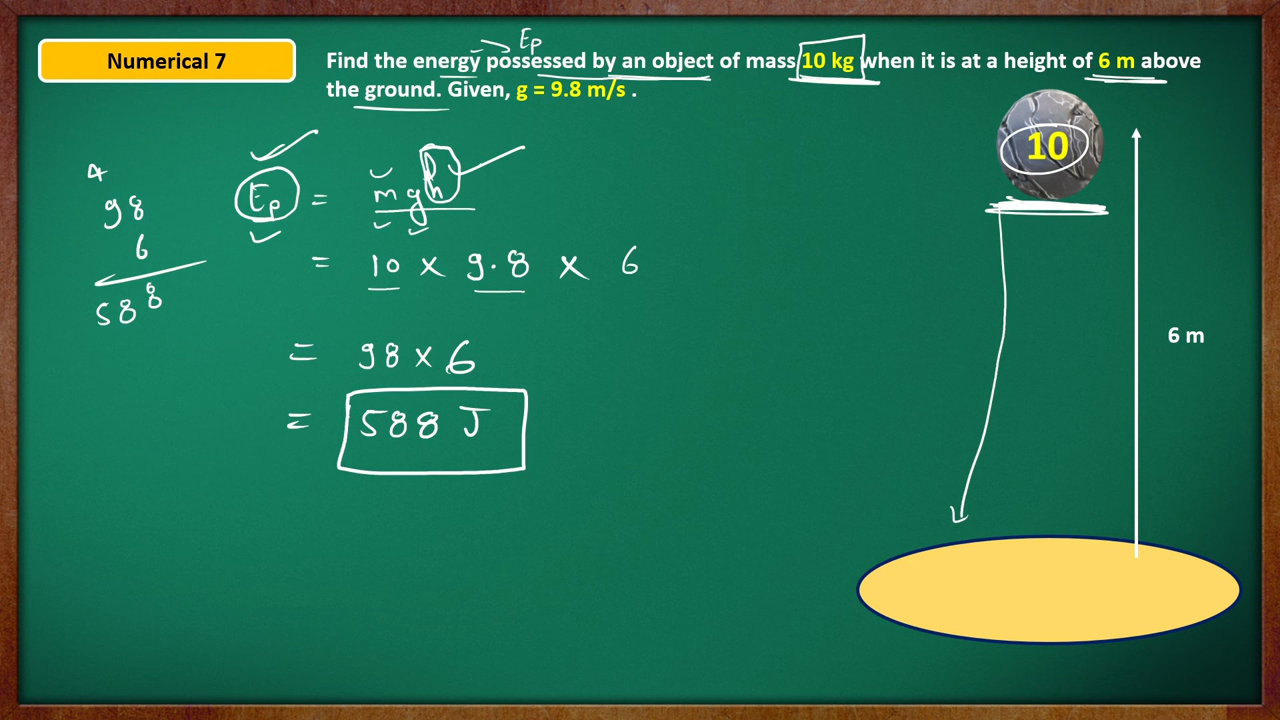 Numerical 7
Ep
Find the energy possessed by an object of mass 10 kg when it is at a height of 6 m above
the ground. Given, g = 9.8 m/s .
10
4
98
6
588
Ep = mgh
= 10 x 9.8 x 6
= 98 x 6
= 588 J
6 m